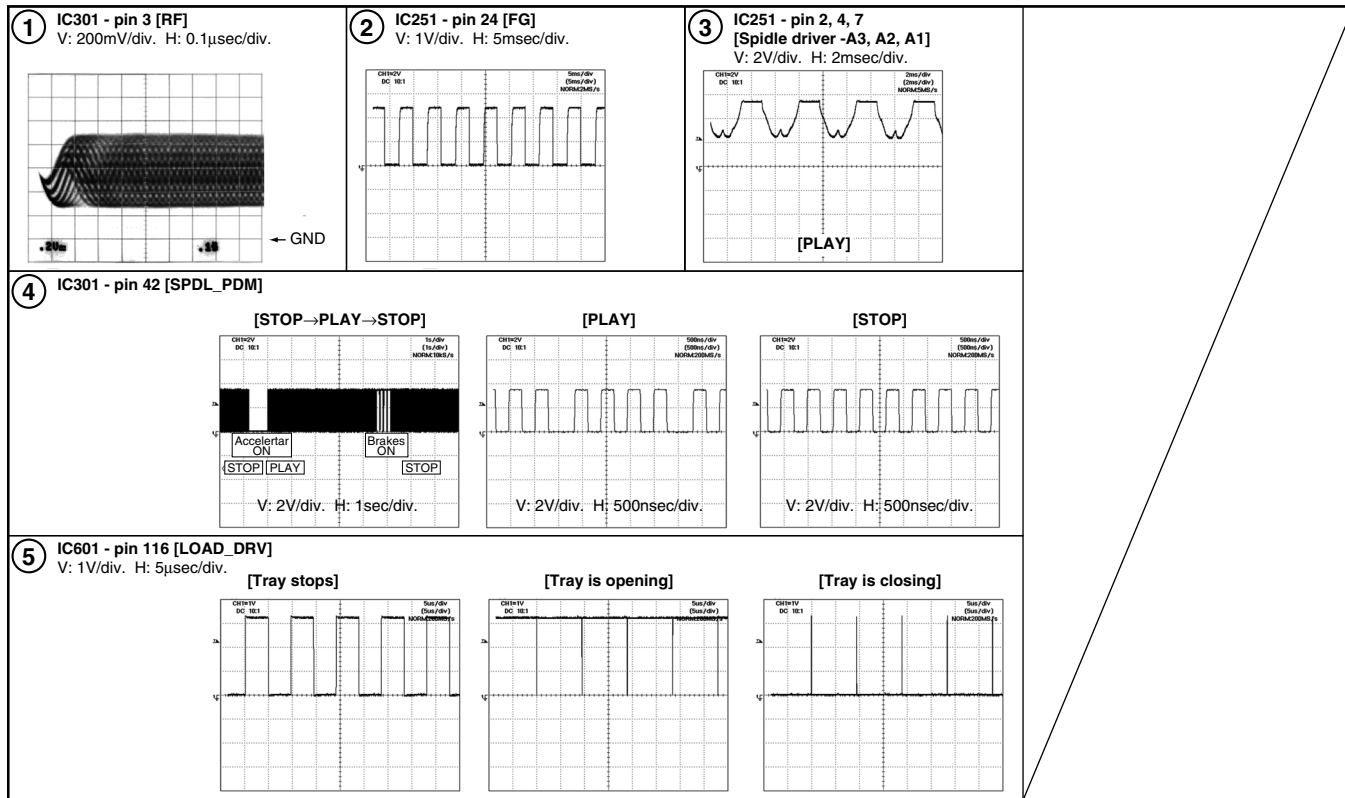 1 IC301 - pin 3 [RF]
V: 200mV/div. H: 0.1μsec/div.
.2Vm .1S
← GND
2 IC251 - pin 24 [FG]
V: 1V/div. H: 5msec/div.
CH1=2V 5ms/div
DC 10:1 (5ms/div)
NORM:2MS/s
3 IC251 - pin 2, 4, 7
[Spidle driver -A3, A2, A1]
V: 2V/div. H: 2msec/div.
CH1=2V 2ms/div
DC 10:1 (2ms/div)
NORM:5MS/s
[PLAY]
4 IC301 - pin 42 [SPDL_PDM]
[STOP→PLAY→STOP]
CH1=2V 1s/div
DC 10:1 (1s/div)
NORM:10kS/s
Accelertar
ON
Brakes
ON
STOP PLAY STOP
V: 2V/div. H: 1sec/div.
[PLAY]
CH1=2V 500ns/div
DC 10:1 (500ns/div)
NORM:200MS/s
V: 2V/div. H: 500nsec/div.
[STOP]
CH1=2V 500ns/div
DC 10:1 (500ns/div)
NORM:200MS/s
V: 2V/div. H: 500nsec/div.
5 IC601 - pin 116 [LOAD_DRV]
V: 1V/div. H: 5μsec/div.
[Tray stops]
CH1=1V 5us/div
DC 10:1 (5us/div)
NORM:200MS/s
[Tray is opening]
CH1=1V 5us/div
DC 10:1 (5us/div)
NORM:200MS/s
[Tray is closing]
CH1=1V 5us/div
DC 10:1 (5us/div)
NORM:200MS/s